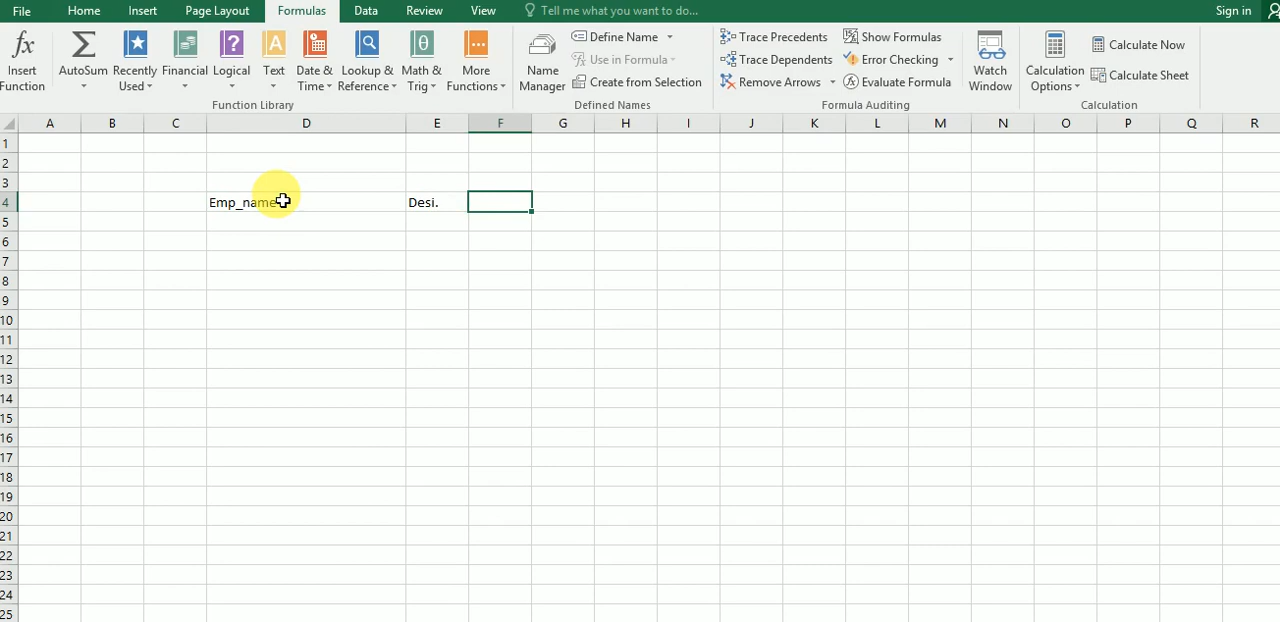 File Home Insert Page Layout Formulas Data Review View Tell me what you want to do... Sign in
fx Insert Function
Σ AutoSum
Recently Used
Financial
Logical
A Text
Date & Time
Lookup & Reference
θ Math & Trig
More Functions
Function Library
Name Manager
Define Name
Use in Formula
Create from Selection
Defined Names
Trace Precedents
Trace Dependents
Remove Arrows
Show Formulas
Error Checking
Evaluate Formula
Formula Auditing
Watch Window
Calculation Options
Calculate Now
Calculate Sheet
Calculation
A B C D E F G H I J K L M N O P Q R
1
2
3
4 Emp_name Desi.
5
6
7
8
9
10
11
12
13
14
15
16
17
18
19
20
21
22
23
24
25